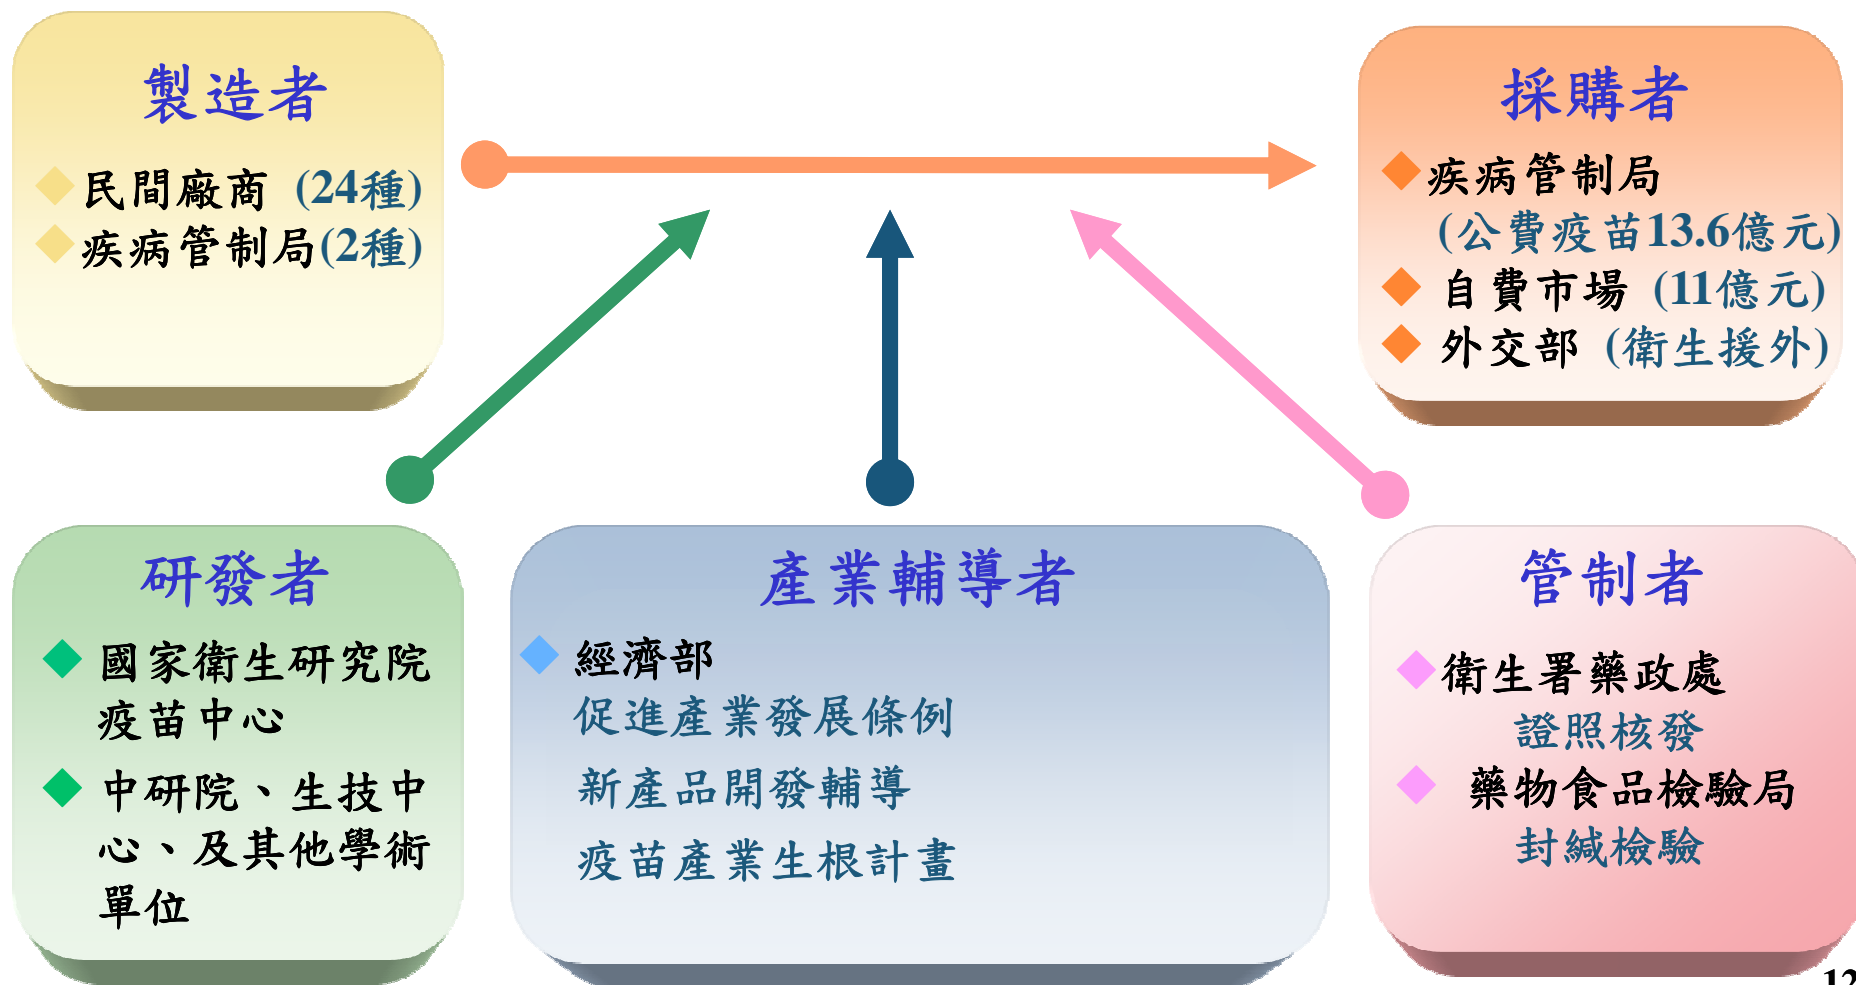 製造者
民間廠商 (24種)
疾病管制局(2種)
採購者
疾病管制局
(公費疫苗13.6億元)
自費市場 (11億元)
外交部 (衛生援外)
研發者
國家衛生研究院
疫苗中心
中研院、生技中
心、及其他學術
單位
產業輔導者
經濟部
促進產業發展條例
新產品開發輔導
疫苗產業生根計畫
管制者
衛生署藥政處
證照核發
藥物食品檢驗局
封緘檢驗
12